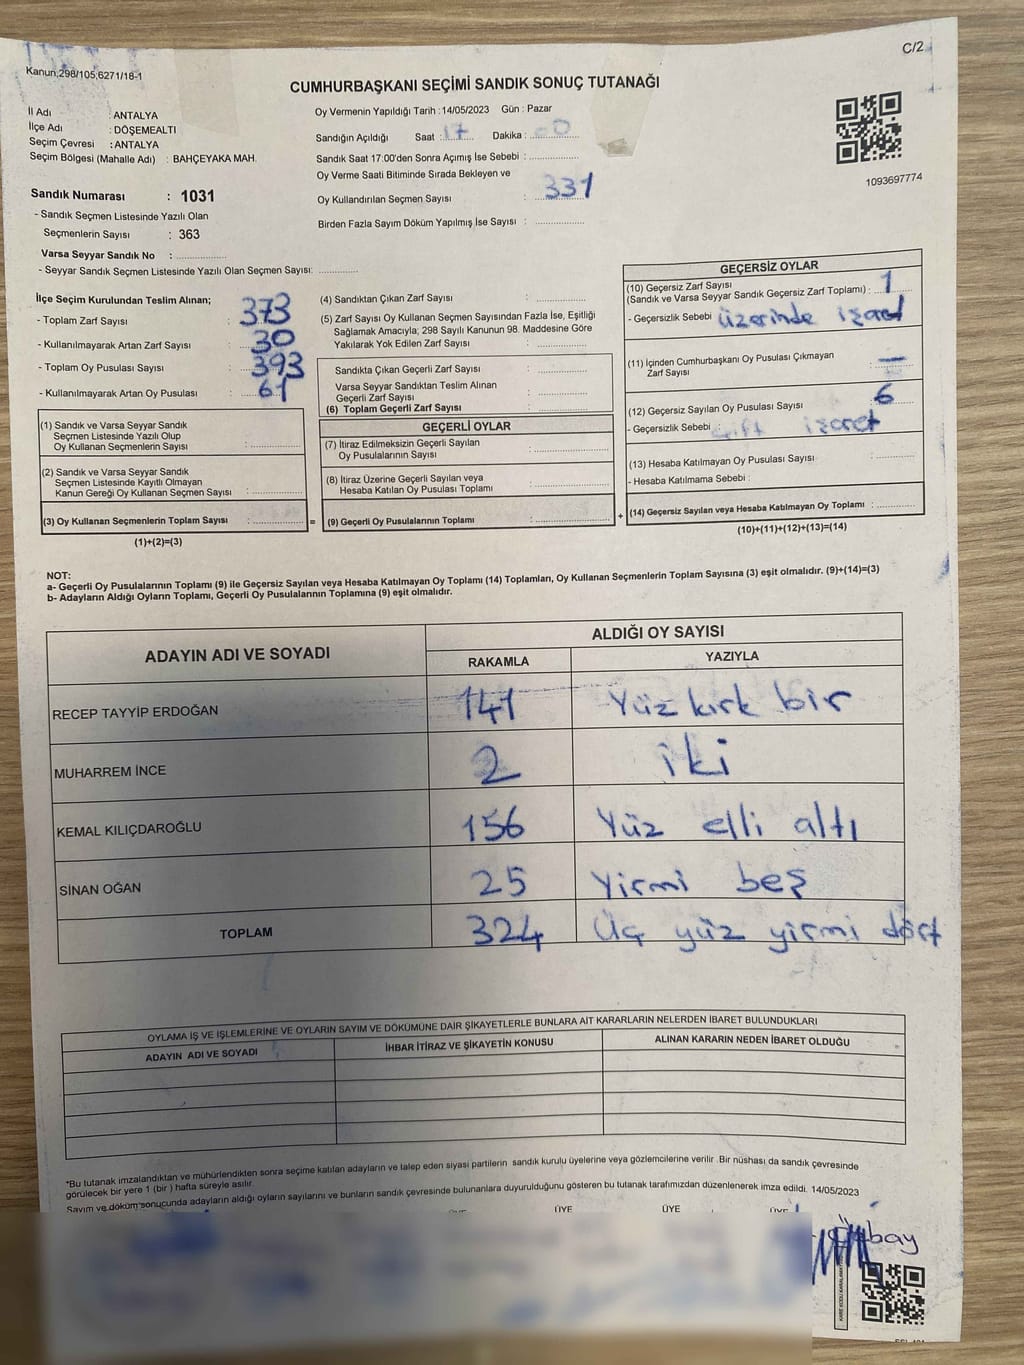 C/2
Kanun,298/105,6271/18-1
CUMHURBAŞKANI SEÇİMİ SANDIK SONUÇ TUTANAĞI
İl Adı : ANTALYA
İlçe Adı : DÖŞEMEALTI
Seçim Çevresi : ANTALYA
Seçim Bölgesi (Mahalle Adı) : BAHÇEYAKA MAH.
Sandık Numarası : 1031
- Sandık Seçmen Listesinde Yazılı Olan
Seçmenlerin Sayısı : 363
Varsa Seyyar Sandık No :
- Seyyar Sandık Seçmen Listesinde Yazılı Olan Seçmen Sayısı:
Oy Vermenin Yapıldığı Tarih :14/05/2023 Gün : Pazar
Sandığın Açıldığı Saat : 17 Dakika :
Sandık Saat 17:00'den Sonra Açımış İse Sebebi :
Oy Verme Saati Bitiminde Sırada Bekleyen ve
Oy Kullandırılan Seçmen Sayısı : 331
Birden Fazla Sayım Döküm Yapılmış İse Sayısı :
1093697774
İlçe Seçim Kurulundan Teslim Alınan;
- Toplam Zarf Sayısı : 373
- Kullanılmayarak Artan Zarf Sayısı : 30
- Toplam Oy Pusulası Sayısı : 393
- Kullanılmayarak Artan Oy Pusulası : 61
(1) Sandık ve Varsa Seyyar Sandık
Seçmen Listesinde Yazılı Olup
Oy Kullanan Seçmenlerin Sayısı :
(2) Sandık ve Varsa Seyyar Sandık
Seçmen Listesinde Kayıtlı Olmayan
Kanun Gereği Oy Kullanan Seçmen Sayısı :
(3) Oy Kullanan Seçmenlerin Toplam Sayısı :
(1)+(2)=(3)
=
(4) Sandıktan Çıkan Zarf Sayısı :
(5) Zarf Sayısı Oy Kullanan Seçmen Sayısından Fazla İse, Eşitliği
Sağlamak Amacıyla; 298 Sayılı Kanunun 98. Maddesine Göre
Yakılarak Yok Edilen Zarf Sayısı :
Sandıkta Çıkan Geçerli Zarf Sayısı :
Varsa Seyyar Sandıktan Teslim Alınan
Geçerli Zarf Sayısı :
(6) Toplam Geçerli Zarf Sayısı :
GEÇERLİ OYLAR
(7) İtiraz Edilmeksizin Geçerli Sayılan
Oy Pusulalarının Sayısı :
(8) İtiraz Üzerine Geçerli Sayılan veya
Hesaba Katılan Oy Pusulası Toplamı :
(9) Geçerli Oy Pusulalarının Toplamı :
+
GEÇERSİZ OYLAR
(10) Geçersiz Zarf Sayısı
(Sandık ve Varsa Seyyar Sandık Geçersiz Zarf Toplamı) : 1
- Geçersizlik Sebebi : üzerinde işaret
(11) İçinden Cumhurbaşkanı Oy Pusulası Çıkmayan
Zarf Sayısı : —
(12) Geçersiz Sayılan Oy Pusulası Sayısı : 6
- Geçersizlik Sebebi : Çift işaret
(13) Hesaba Katılmayan Oy Pusulası Sayısı :
- Hesaba Katılmama Sebebi :
(14) Geçersiz Sayılan veya Hesaba Katılmayan Oy Toplamı :
(10)+(11)+(12)+(13)=(14)
NOT:
a- Geçerli Oy Pusulalarının Toplamı (9) ile Geçersiz Sayılan veya Hesaba Katılmayan Oy Toplamı (14) Toplamları, Oy Kullanan Seçmenlerin Toplam Sayısına (3) eşit olmalıdır. (9)+(14)=(3)
b- Adayların Aldığı Oyların Toplamı, Geçerli Oy Pusulalarının Toplamına (9) eşit olmalıdır.
ADAYIN ADI VE SOYADI ALDIĞI OY SAYISI
RAKAMLA YAZIYLA
RECEP TAYYİP ERDOĞAN 141 Yüz kırk bir
MUHARREM İNCE 2 iki
KEMAL KILIÇDAROĞLU 156 Yüz elli altı
SİNAN OĞAN 25 Yirmi beş
TOPLAM 324 Üç yüz yirmi dört
OYLAMA İŞ VE İŞLEMLERİNE VE OYLARIN SAYIM VE DÖKÜMÜNE DAİR ŞİKAYETLERLE BUNLARA AİT KARARLARIN NELERDEN İBARET BULUNDUKLARI
ADAYIN ADI VE SOYADI İHBAR İTİRAZ VE ŞİKAYETİN KONUSU ALINAN KARARIN NEDEN İBARET OLDUĞU
*Bu tutanak imzalandıktan ve mühürlendikten sonra seçime katılan adayların ve talep eden siyasi partilerin sandık kurulu üyelerine veya gözlemcilerine verilir .Bir nüshası da sandık çevresinde
görülecek bir yere 1 (bir ) hafta süreyle asılır.
Sayım ve döküm sonucunda adayların aldığı oyların sayılarını ve bunların sandık çevresinde bulunanlara duyurulduğunu gösteren bu tutanak tarafımızdan düzenlenerek imza edildi. 14/05/2023
ÜYE ÜYE ÜYE